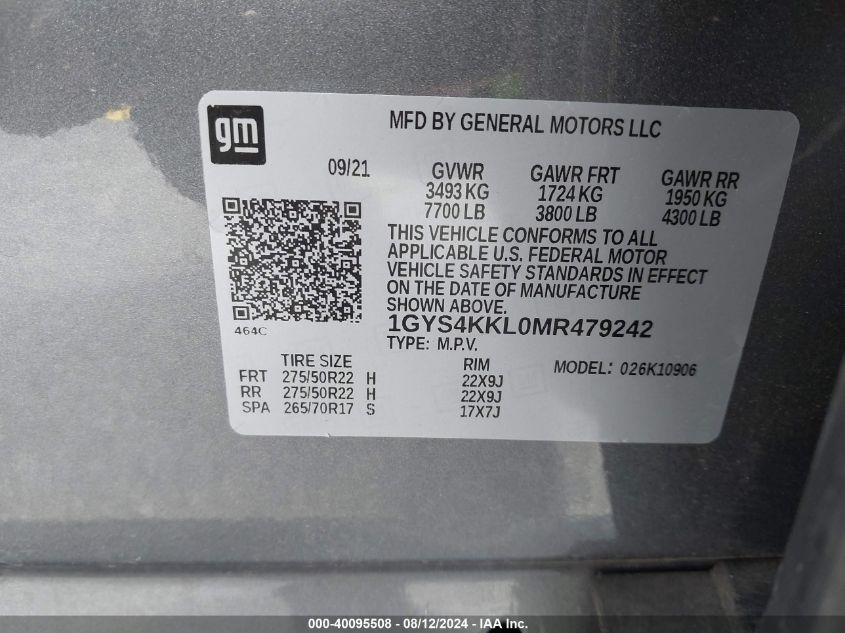 gm
MFD BY GENERAL MOTORS LLC
09/21 GVWR GAWR FRT GAWR RR
3493 KG 1724 KG 1950 KG
7700 LB 3800 LB 4300 LB
THIS VEHICLE CONFORMS TO ALL
APPLICABLE U.S. FEDERAL MOTOR
VEHICLE SAFETY STANDARDS IN EFFECT
ON THE DATE OF MANUFACTURE
SHOWN ABOVE.
464C
1GYS4KKL0MR479242
TYPE: M.P.V.
TIRE SIZE RIM MODEL: 026K10906
FRT 275/50R22 H 22X9J
RR 275/50R22 H 22X9J
SPA 265/70R17 S 17X7J
000-40095508 - 08/12/2024 - IAA Inc.